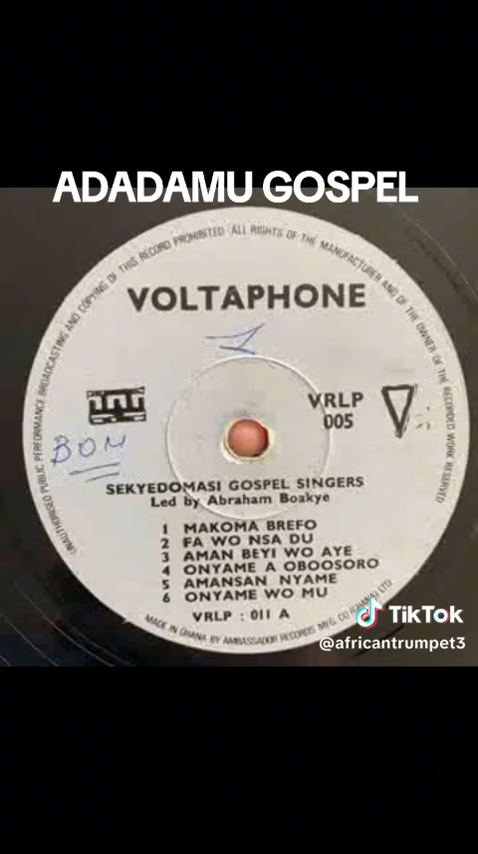 ADADAMU GOSPEL
UNAUTHORISED PUBLIC PERFORMANCE BROADCASTING AND COPYING OF THIS RECORD PROHIBITED ALL RIGHTS OF THE MANUFACTURER AND OF THE OWNER OF THE RECORDED WORK RESERVED
VOLTAPHONE
VRLP
005
BOM
SEKYEDOMASI GOSPEL SINGERS
Led by Abraham Boakye
1 MAKOMA BREFO
2 FA WO NSA DU
3 AMAN BEYI WO AYE
4 ONYAME A OBOOSORO
5 AMANSAN NYAME
6 ONYAME WO MU
VRLP : 011 A
MADE IN GHANA BY AMBASSADOR RECORDS MFG. CO (GHANA) LTD
TikTok
@africantrumpet3